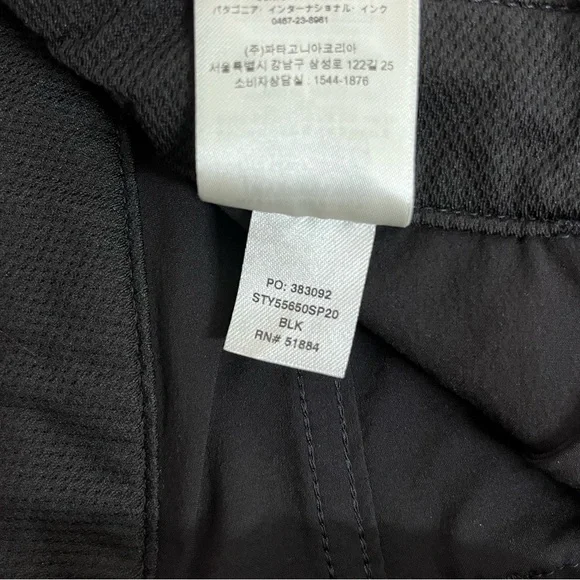 パタゴニア・インターナショナル・インク
0467-23-8961
(주)파타고니아코리아
서울특별시 강남구 삼성로 122길 25
소비자상담실 : 1544-1876
PO: 383092
STY55650SP20
BLK
RN# 51884